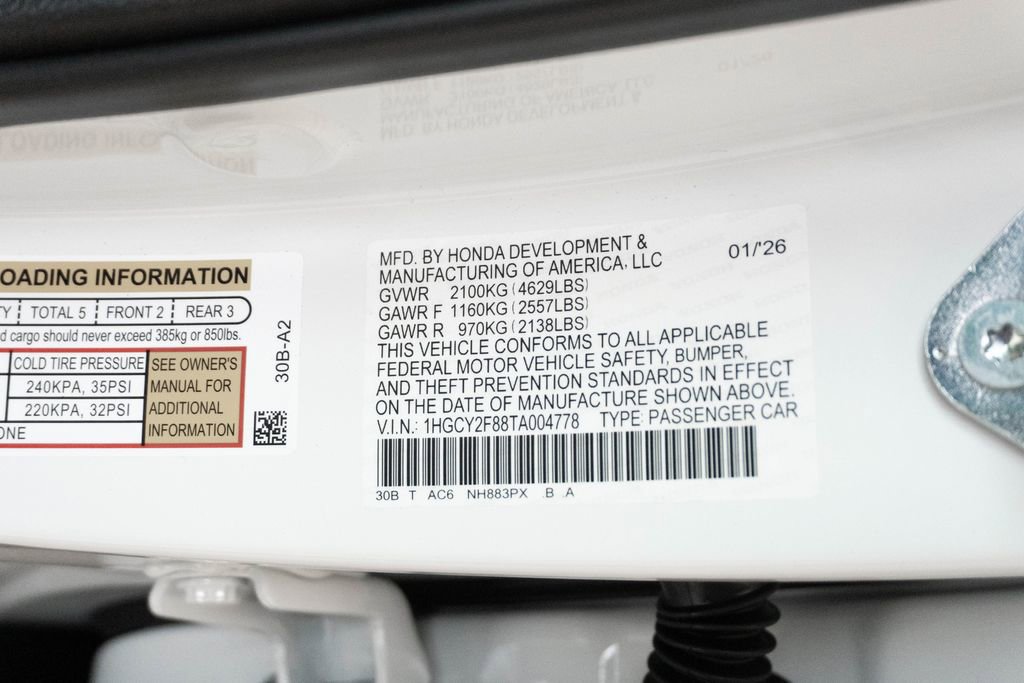 OADING INFORMATION
TY TOTAL 5 FRONT 2 REAR 3
d cargo should never exceed 385kg or 850lbs.
COLD TIRE PRESSURE
240KPA, 35PSI
220KPA, 32PSI
ONE
SEE OWNER'S
MANUAL FOR
ADDITIONAL
INFORMATION
30B-A2
MFD. BY HONDA DEVELOPMENT &
MANUFACTURING OF AMERICA, LLC 01/'26
GVWR 2100KG (4629LBS)
GAWR F 1160KG (2557LBS)
GAWR R 970KG (2138LBS)
THIS VEHICLE CONFORMS TO ALL APPLICABLE
FEDERAL MOTOR VEHICLE SAFETY, BUMPER,
AND THEFT PREVENTION STANDARDS IN EFFECT
ON THE DATE OF MANUFACTURE SHOWN ABOVE.
V.I.N.: 1HGCY2F88TA004778 TYPE: PASSENGER CAR
30B T AC6 NH883PX .B .A